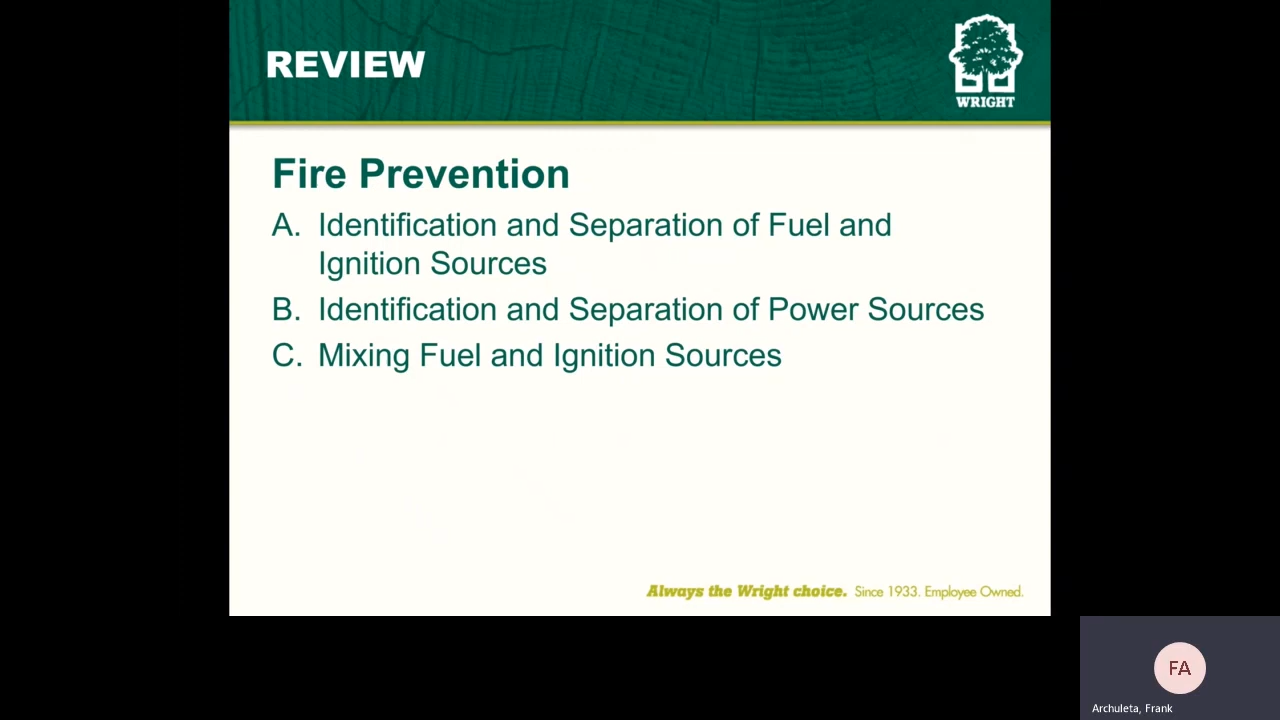 REVIEW
WRIGHT
Fire Prevention
A. Identification and Separation of Fuel and
Ignition Sources
B. Identification and Separation of Power Sources
C. Mixing Fuel and Ignition Sources
Always the Wright choice. Since 1933. Employee Owned.
FA
Archuleta, Frank